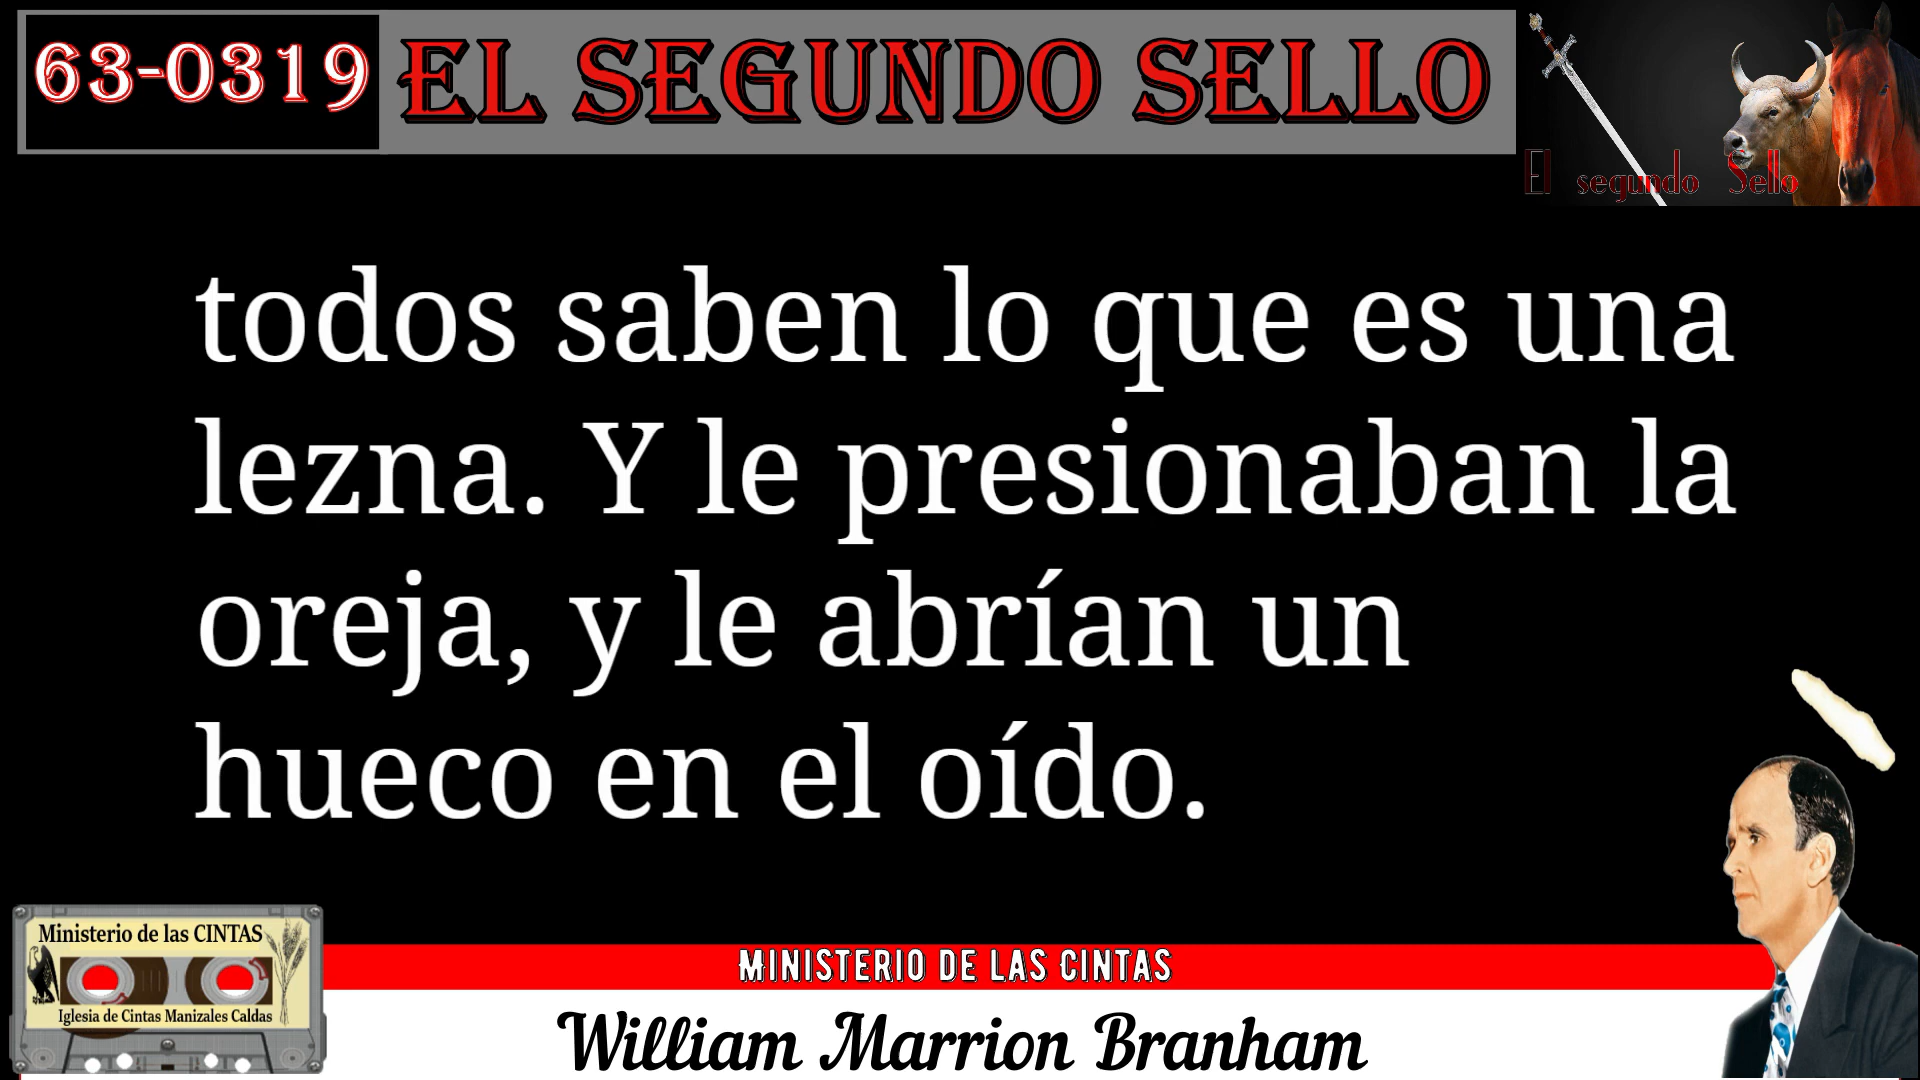 63-0319 EL SEGUNDO SELLO
El segundo Sello
todos saben lo que es una
lezna. Y le presionaban la
oreja, y le abrían un
hueco en el oído.
Ministerio de las CINTAS
Iglesia de Cintas Manizales Caldas
MINISTERIO DE LAS CINTAS
William Marrion Branham